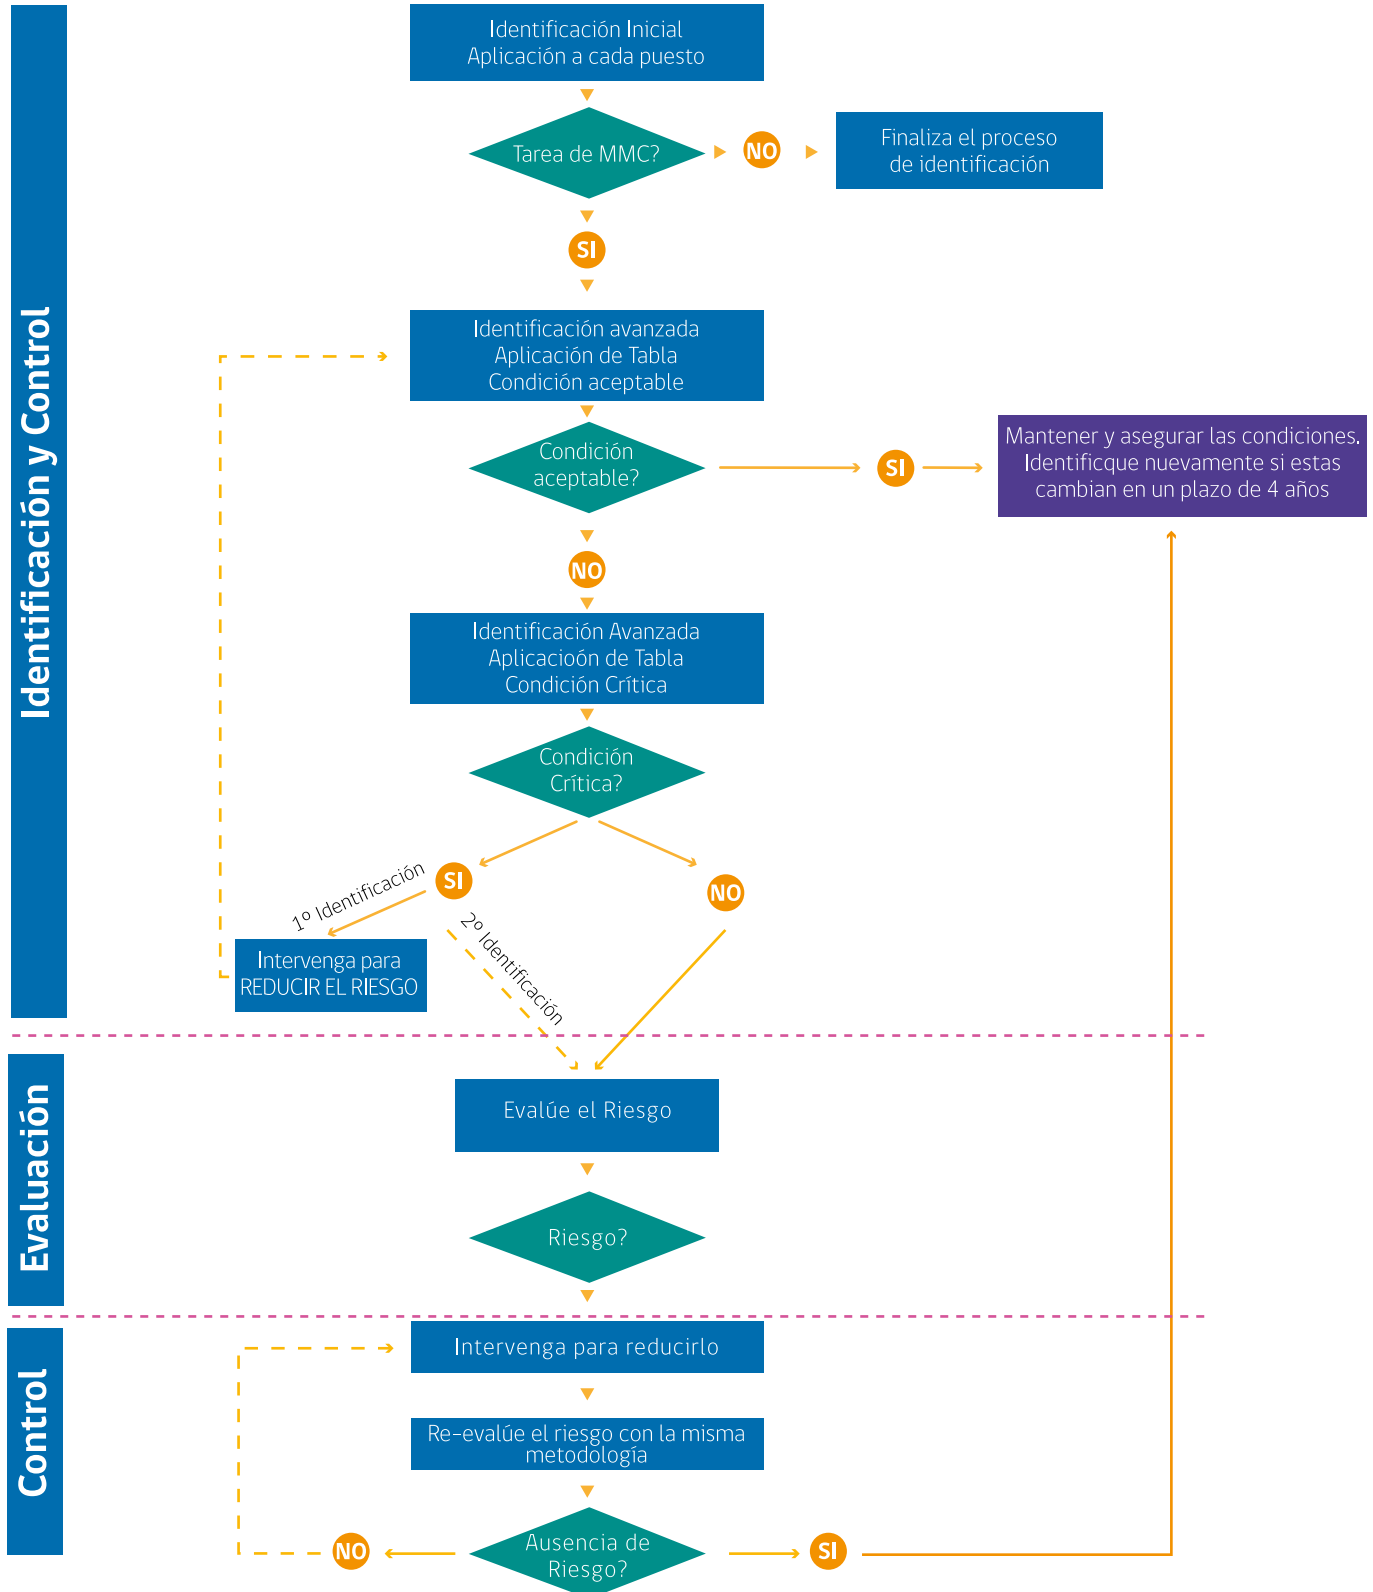 Identificación y Control
Identificación Inicial
Aplicación a cada puesto
Tarea de MMC?
NO
Finaliza el proceso
de identificación
SI
Identificación avanzada
Aplicación de Tabla
Condición aceptable
Condición
aceptable?
SI
Mantener y asegurar las condiciones.
Identificque nuevamente si estas
cambian en un plazo de 4 años
NO
Identificación Avanzada
Aplicacioón de Tabla
Condición Crítica
Condición
Crítica?
SI
NO
1º Identificación
2º Identificación
Intervenga para
REDUCIR EL RIESGO
Evaluación
Evalúe el Riesgo
Riesgo?
Control
Intervenga para reducirlo
Re-evalúe el riesgo con la misma
metodología
Ausencia de
Riesgo?
NO
SI